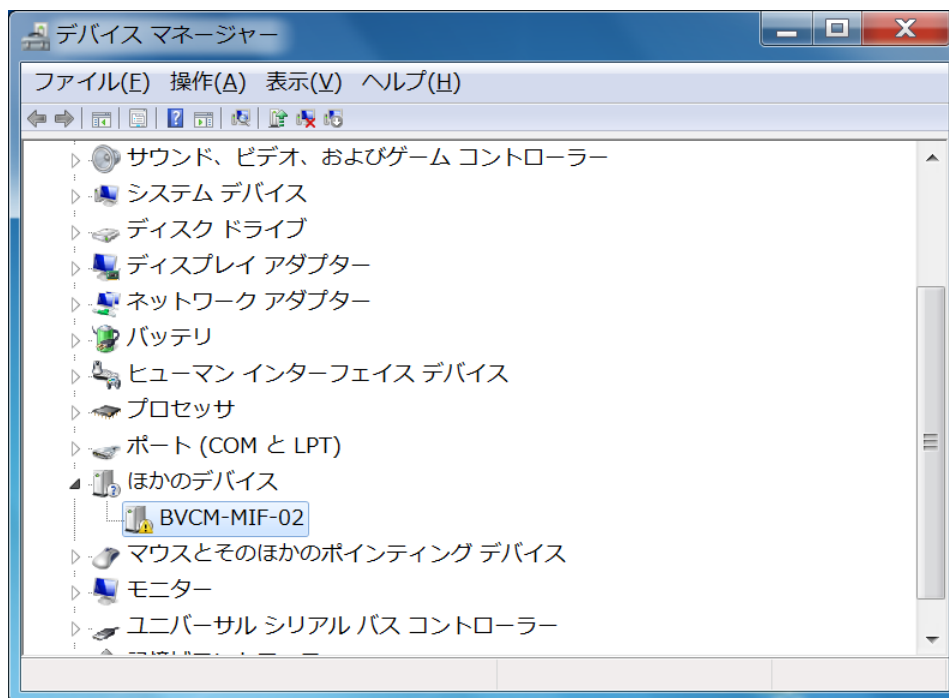 デバイス マネージャー
ファイル(F) 操作(A) 表示(V) ヘルプ(H)
サウンド、ビデオ、およびゲーム コントローラー
システム デバイス
ディスク ドライブ
ディスプレイ アダプター
ネットワーク アダプター
バッテリ
ヒューマン インターフェイス デバイス
プロセッサ
ポート (COM と LPT)
ほかのデバイス
BVCM-MIF-02
マウスとそのほかのポインティング デバイス
モニター
ユニバーサル シリアル バス コントローラー